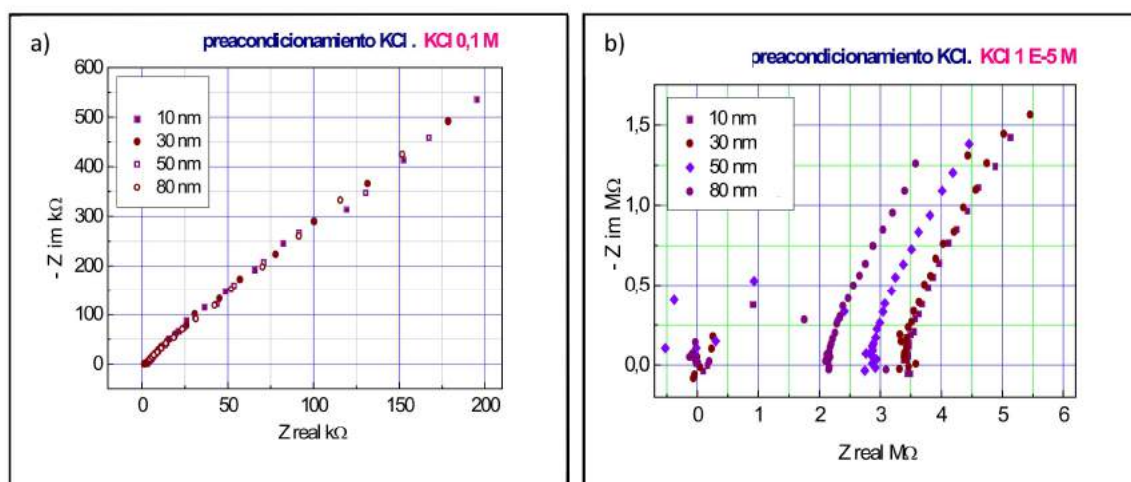 a)
preacondicionamiento KCl . KCl 0,1 M
600
500
400
300
200
100
0
- Z im kΩ
10 nm
30 nm
50 nm
80 nm
0 50 100 150 200
Z real kΩ
b)
preacondicionamiento KCl. KCl 1 E-5 M
1,5
1,0
0,5
0,0
- Z im MΩ
10 nm
30 nm
50 nm
80 nm
0 1 2 3 4 5 6
Z real MΩ